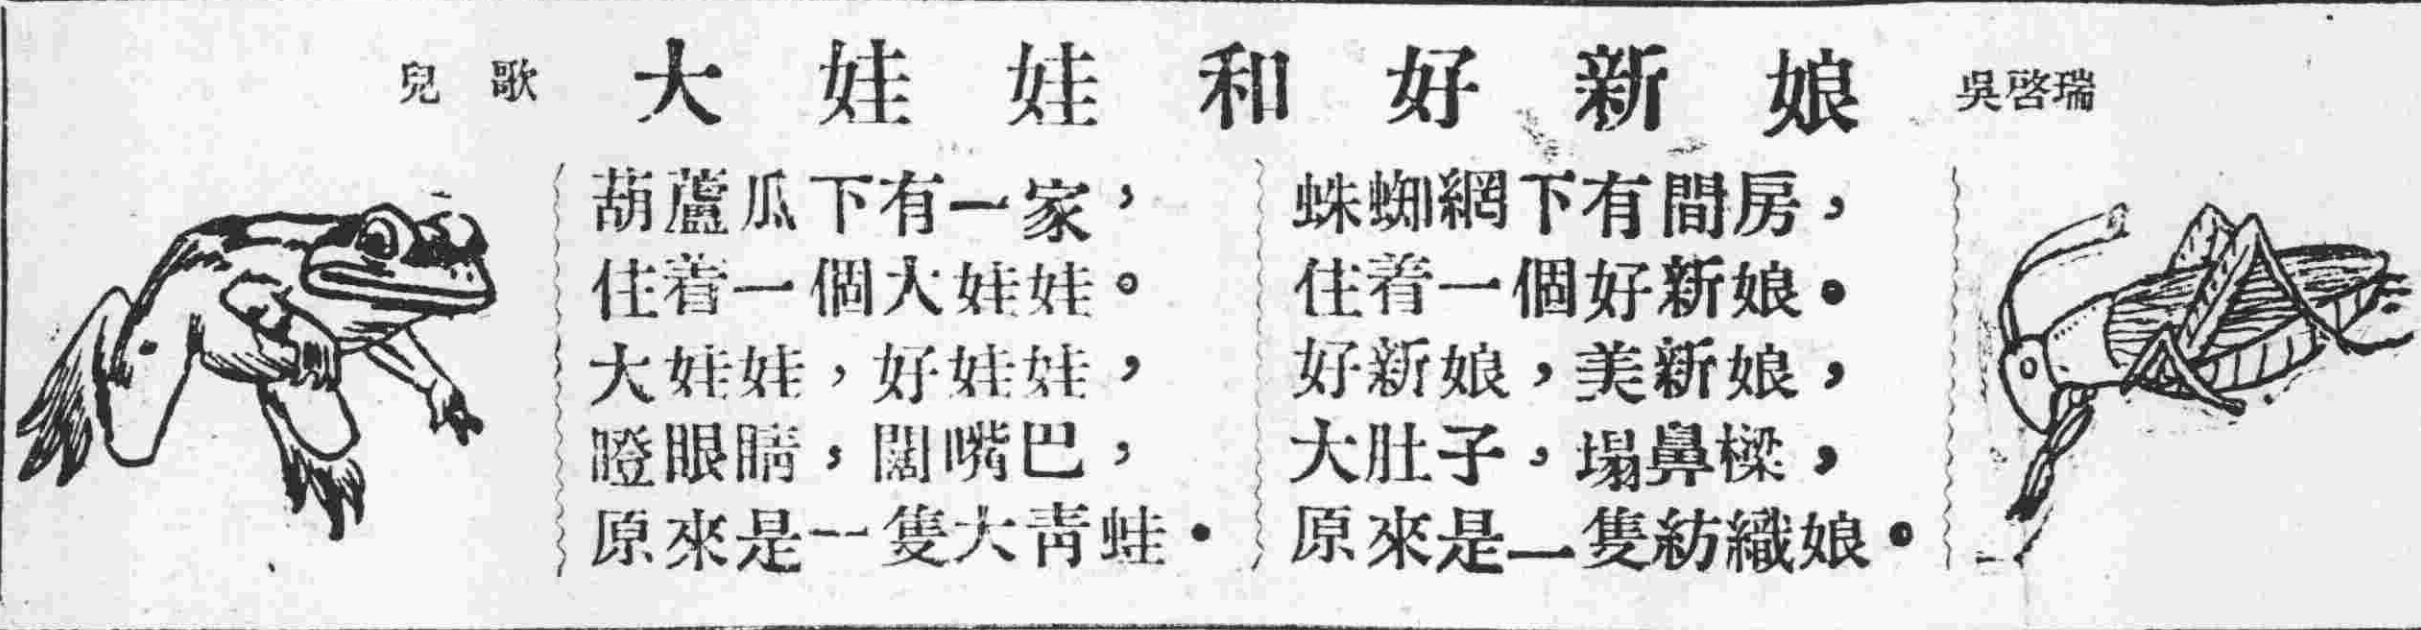 兒歌 大娃娃和好新娘 吳啓瑞
葫蘆瓜下有一家，
住着一個大娃娃。
大娃娃，好娃娃，
瞪眼睛，闊嘴巴，
原來是一隻大青蛙。
蛛蜘網下有間房，
住着一個好新娘。
好新娘，美新娘，
大肚子，塌鼻樑，
原來是一隻紡織娘。